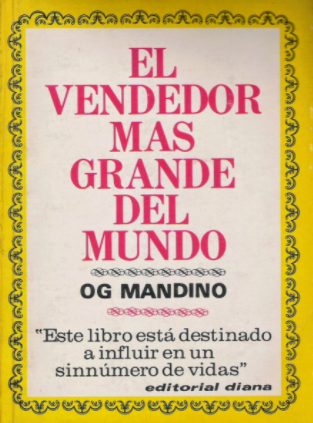 EL
VENDEDOR
MAS
GRANDE
DEL
MUNDO
OG MANDINO
"Este libro está destinado
a influir en un
sinnúmero de vidas"
editorial diana